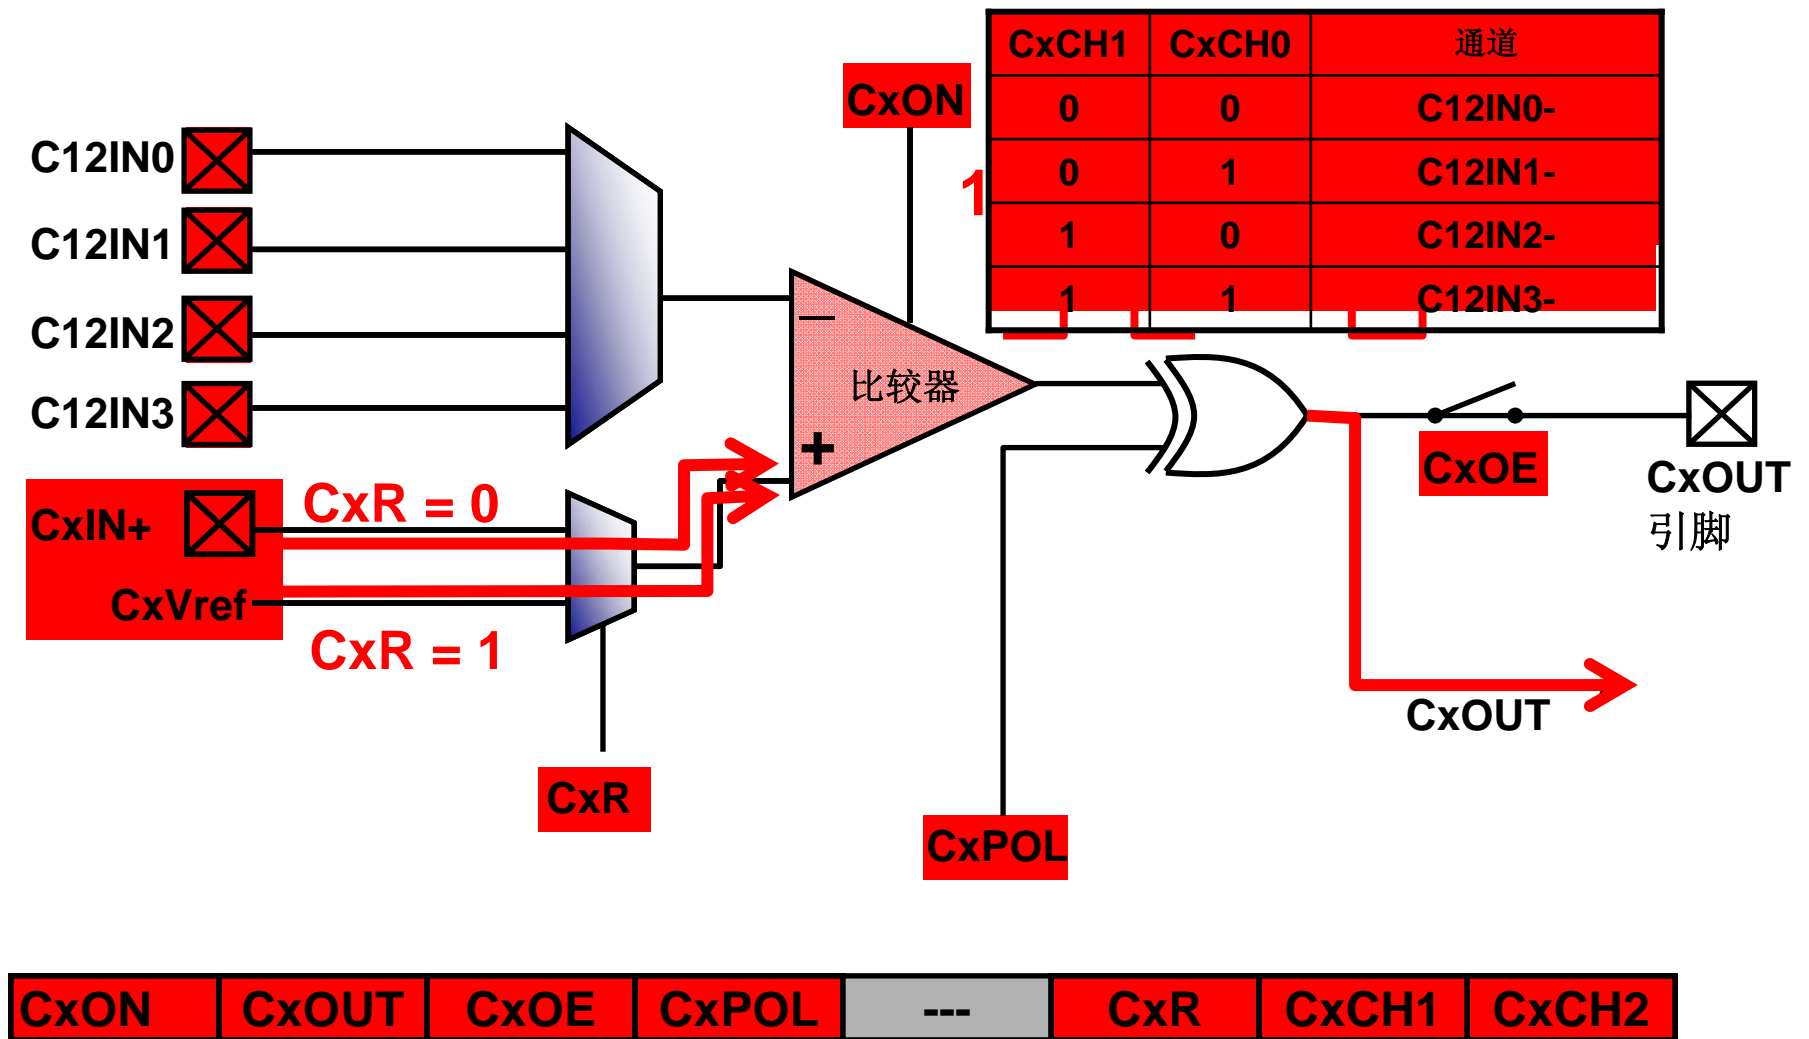 CxCH1 CxCH0 通道
0 0 C12IN0-
0 1 C12IN1-
1 0 C12IN2-
1 1 C12IN3-
CxON
1
C12IN0
C12IN1
C12IN2
C12IN3
比较器
+
CxIN+
CxR = 0
CxVref
CxR = 1
CxR
CxPOL
CxOE
CxOUT
引脚
CxOUT
CxON CxOUT CxOE CxPOL --- CxR CxCH1 CxCH2